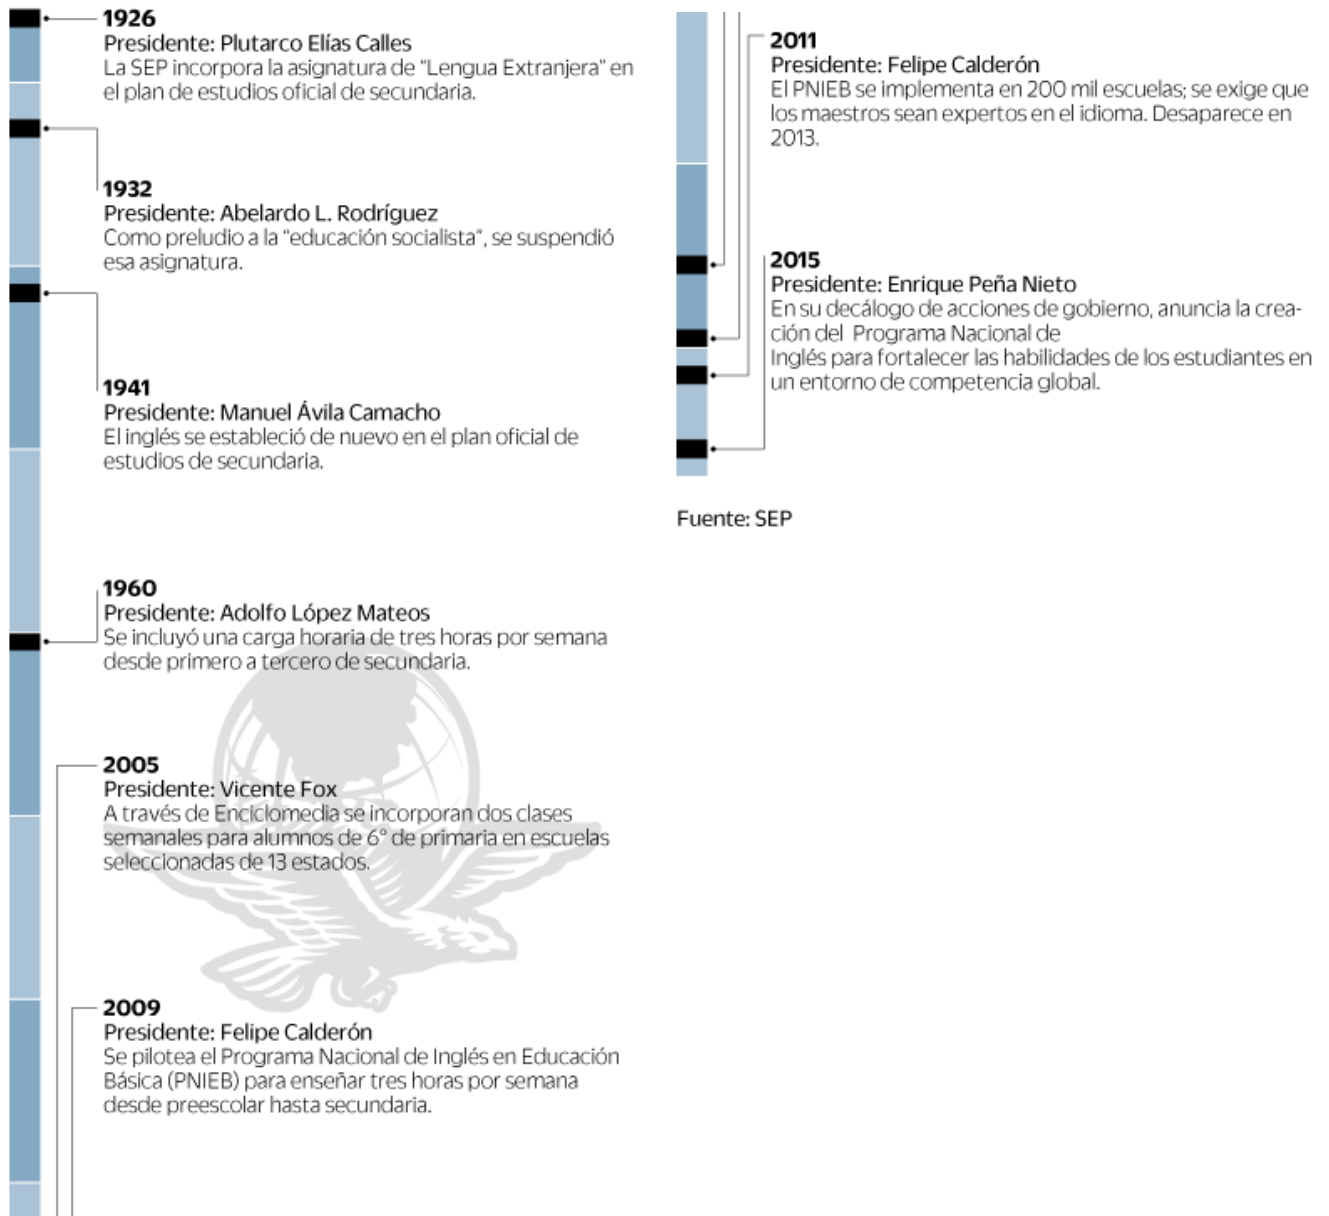 1926
Presidente: Plutarco Elías Calles
La SEP incorpora la asignatura de “Lengua Extranjera” en
el plan de estudios oficial de secundaria.
1932
Presidente: Abelardo L. Rodríguez
Como preludio a la “educación socialista”, se suspendió
esa asignatura.
1941
Presidente: Manuel Ávila Camacho
El inglés se estableció de nuevo en el plan oficial de
estudios de secundaria.
1960
Presidente: Adolfo López Mateos
Se incluyó una carga horaria de tres horas por semana
desde primero a tercero de secundaria.
2005
Presidente: Vicente Fox
A través de Enciclomedia se incorporan dos clases
semanales para alumnos de 6° de primaria en escuelas
seleccionadas de 13 estados.
2009
Presidente: Felipe Calderón
Se pilotea el Programa Nacional de Inglés en Educación
Básica (PNIEB) para enseñar tres horas por semana
desde preescolar hasta secundaria.
2011
Presidente: Felipe Calderón
El PNIEB se implementa en 200 mil escuelas; se exige que
los maestros sean expertos en el idioma. Desaparece en
2013.
2015
Presidente: Enrique Peña Nieto
En su decálogo de acciones de gobierno, anuncia la crea-
ción del Programa Nacional de
Inglés para fortalecer las habilidades de los estudiantes en
un entorno de competencia global.
Fuente: SEP